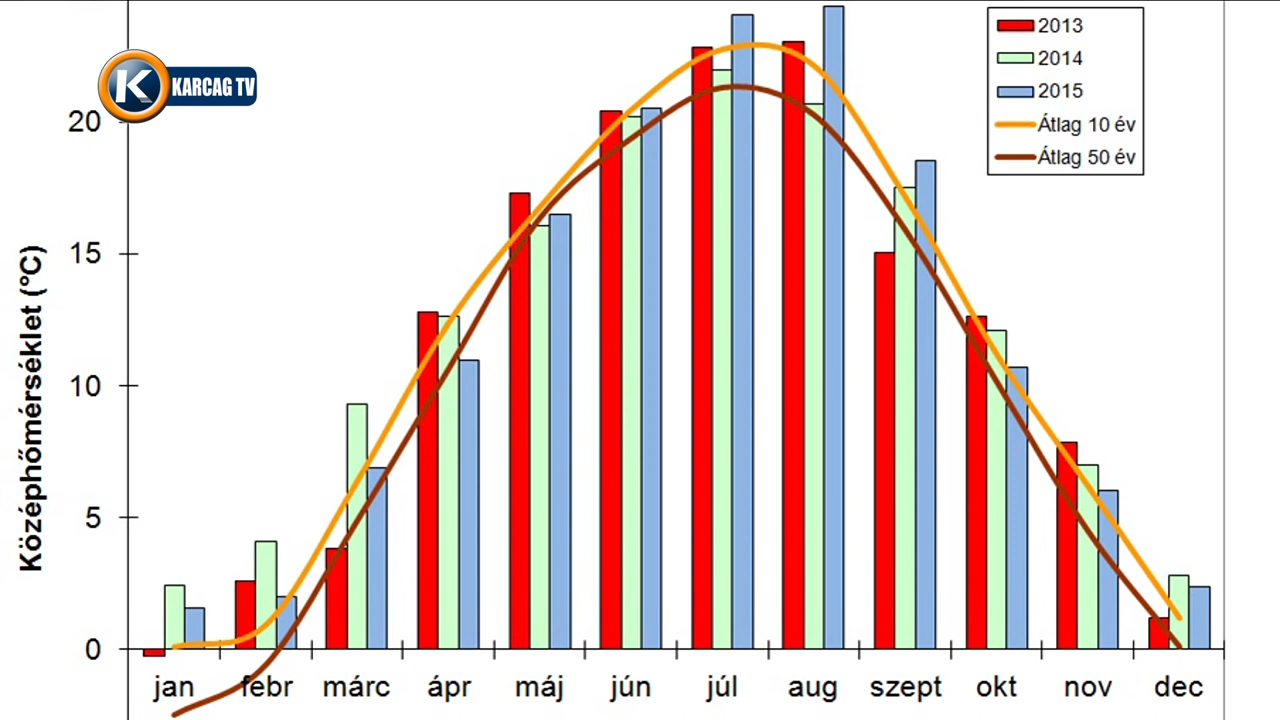 KARCAG TV
2013
2014
2015
Átlag 10 év
Átlag 50 év
Középhőmérséklet (°C)
20
15
10
5
0
jan febr márc ápr máj jún júl aug szept okt nov dec